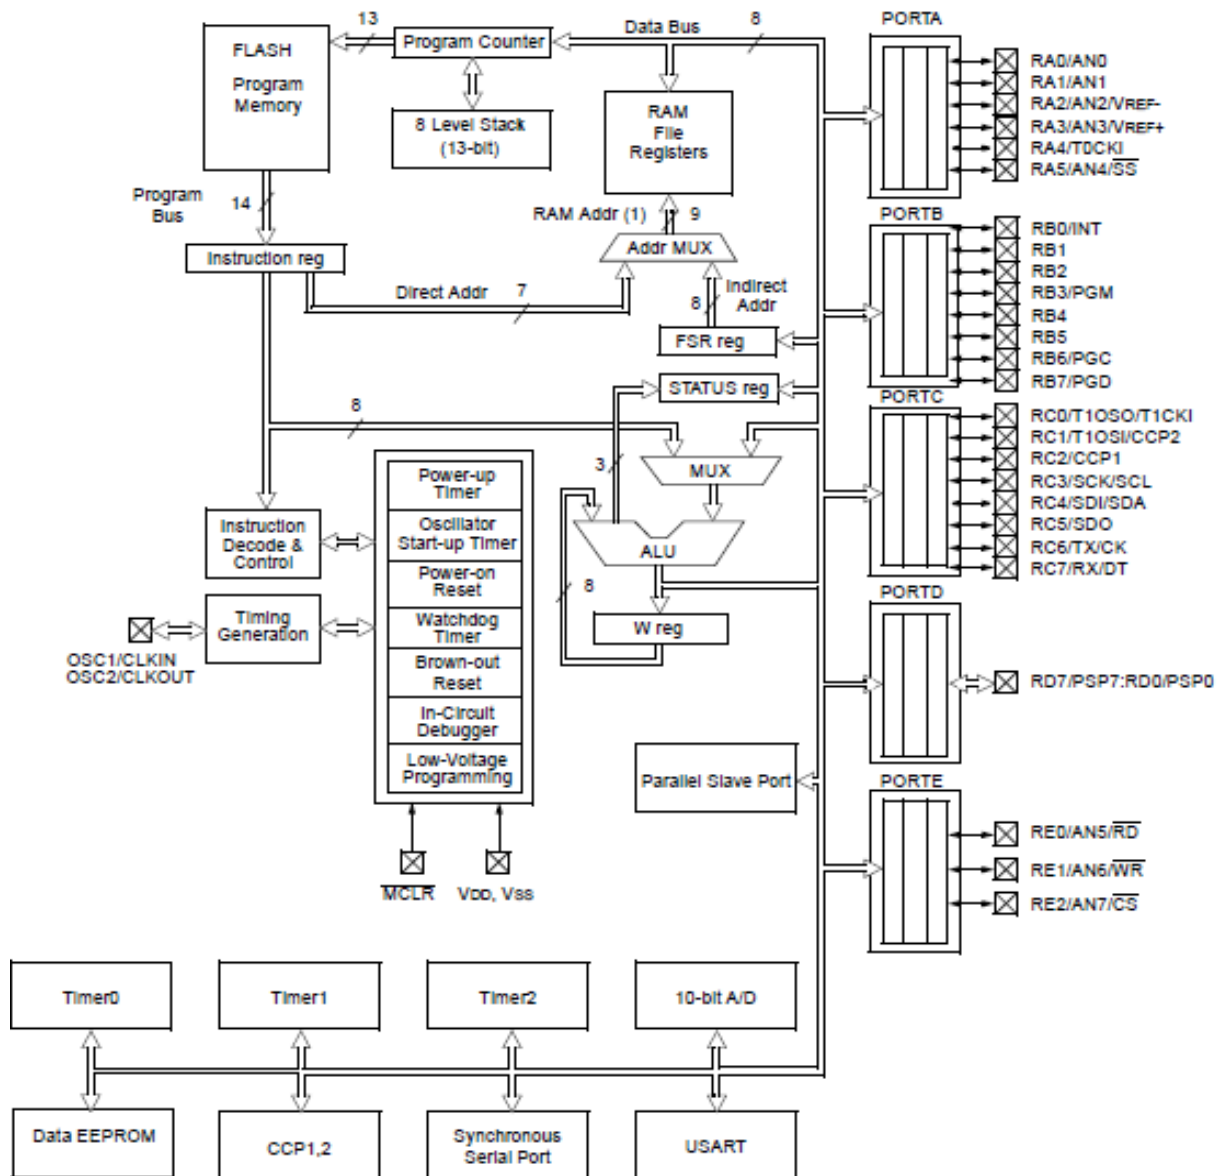 13
Data Bus
8
PORTA
FLASH
Program
Memory
Program Counter
8 Level Stack
(13-bit)
RAM
File
Registers
RA0/AN0
RA1/AN1
RA2/AN2/VREF-
RA3/AN3/VREF+
RA4/T0CKI
RA5/AN4/SS
Program
Bus
14
RAM Addr (1)
9
PORTB
Instruction reg
Addr MUX
Direct Addr
7
8
Indirect
Addr
FSR reg
STATUS reg
RB0/INT
RB1
RB2
RB3/PGM
RB4
RB5
RB6/PGC
RB7/PGD
PORTC
8
3
MUX
RC0/T1OSO/T1CKI
RC1/T1OSI/CCP2
RC2/CCP1
RC3/SCK/SCL
RC4/SDI/SDA
RC5/SDO
RC6/TX/CK
RC7/RX/DT
Power-up
Timer
Oscillator
Start-up Timer
Power-on
Reset
Watchdog
Timer
Brown-out
Reset
In-Circuit
Debugger
Low-Voltage
Programming
Instruction
Decode &
Control
ALU
8
W reg
Timing
Generation
OSC1/CLKIN
OSC2/CLKOUT
PORTD
RD7/PSP7:RD0/PSP0
Parallel Slave Port
PORTE
RE0/AN5/RD
RE1/AN6/WR
RE2/AN7/CS
MCLR
VDD, VSS
Timer0
Timer1
Timer2
10-bit A/D
Data EEPROM
CCP1,2
Synchronous
Serial Port
USART